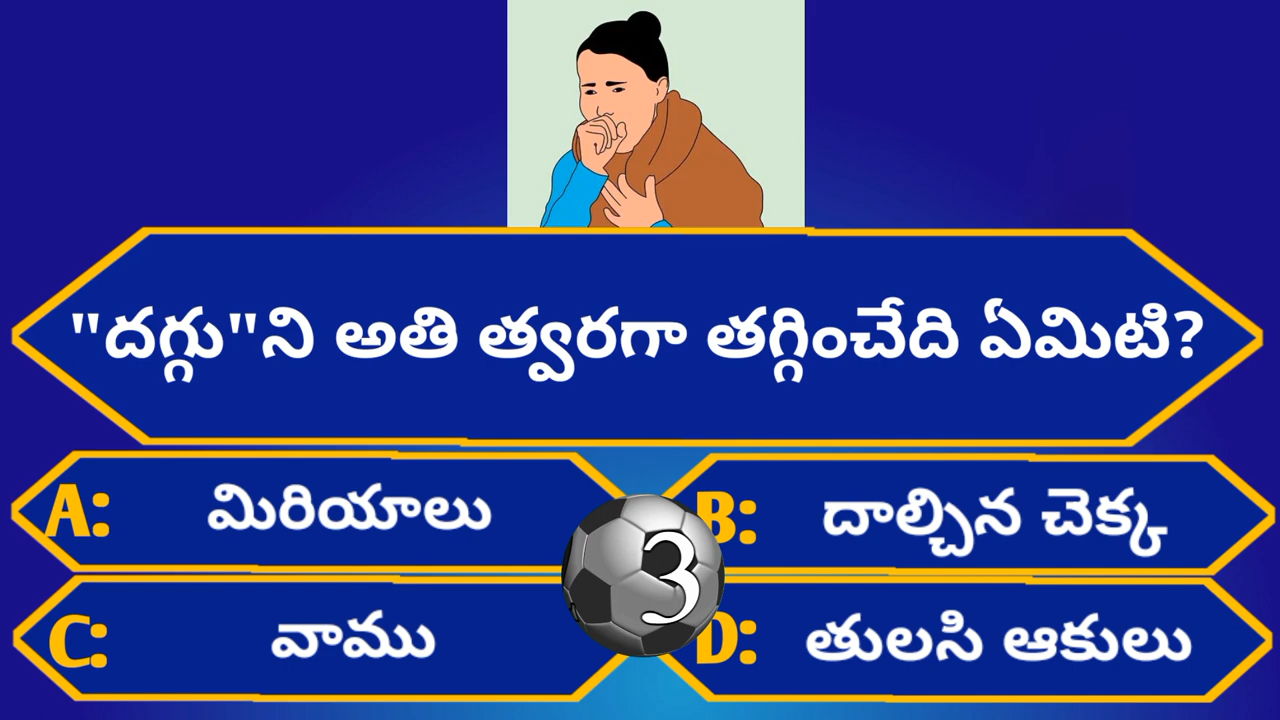 "దగ్గు"ని అతి త్వరగా తగ్గించేది ఏమిటి?
A: మిరియాలు
B: దాల్చిన చెక్క
3
C: వాము
D: తులసి ఆకులు